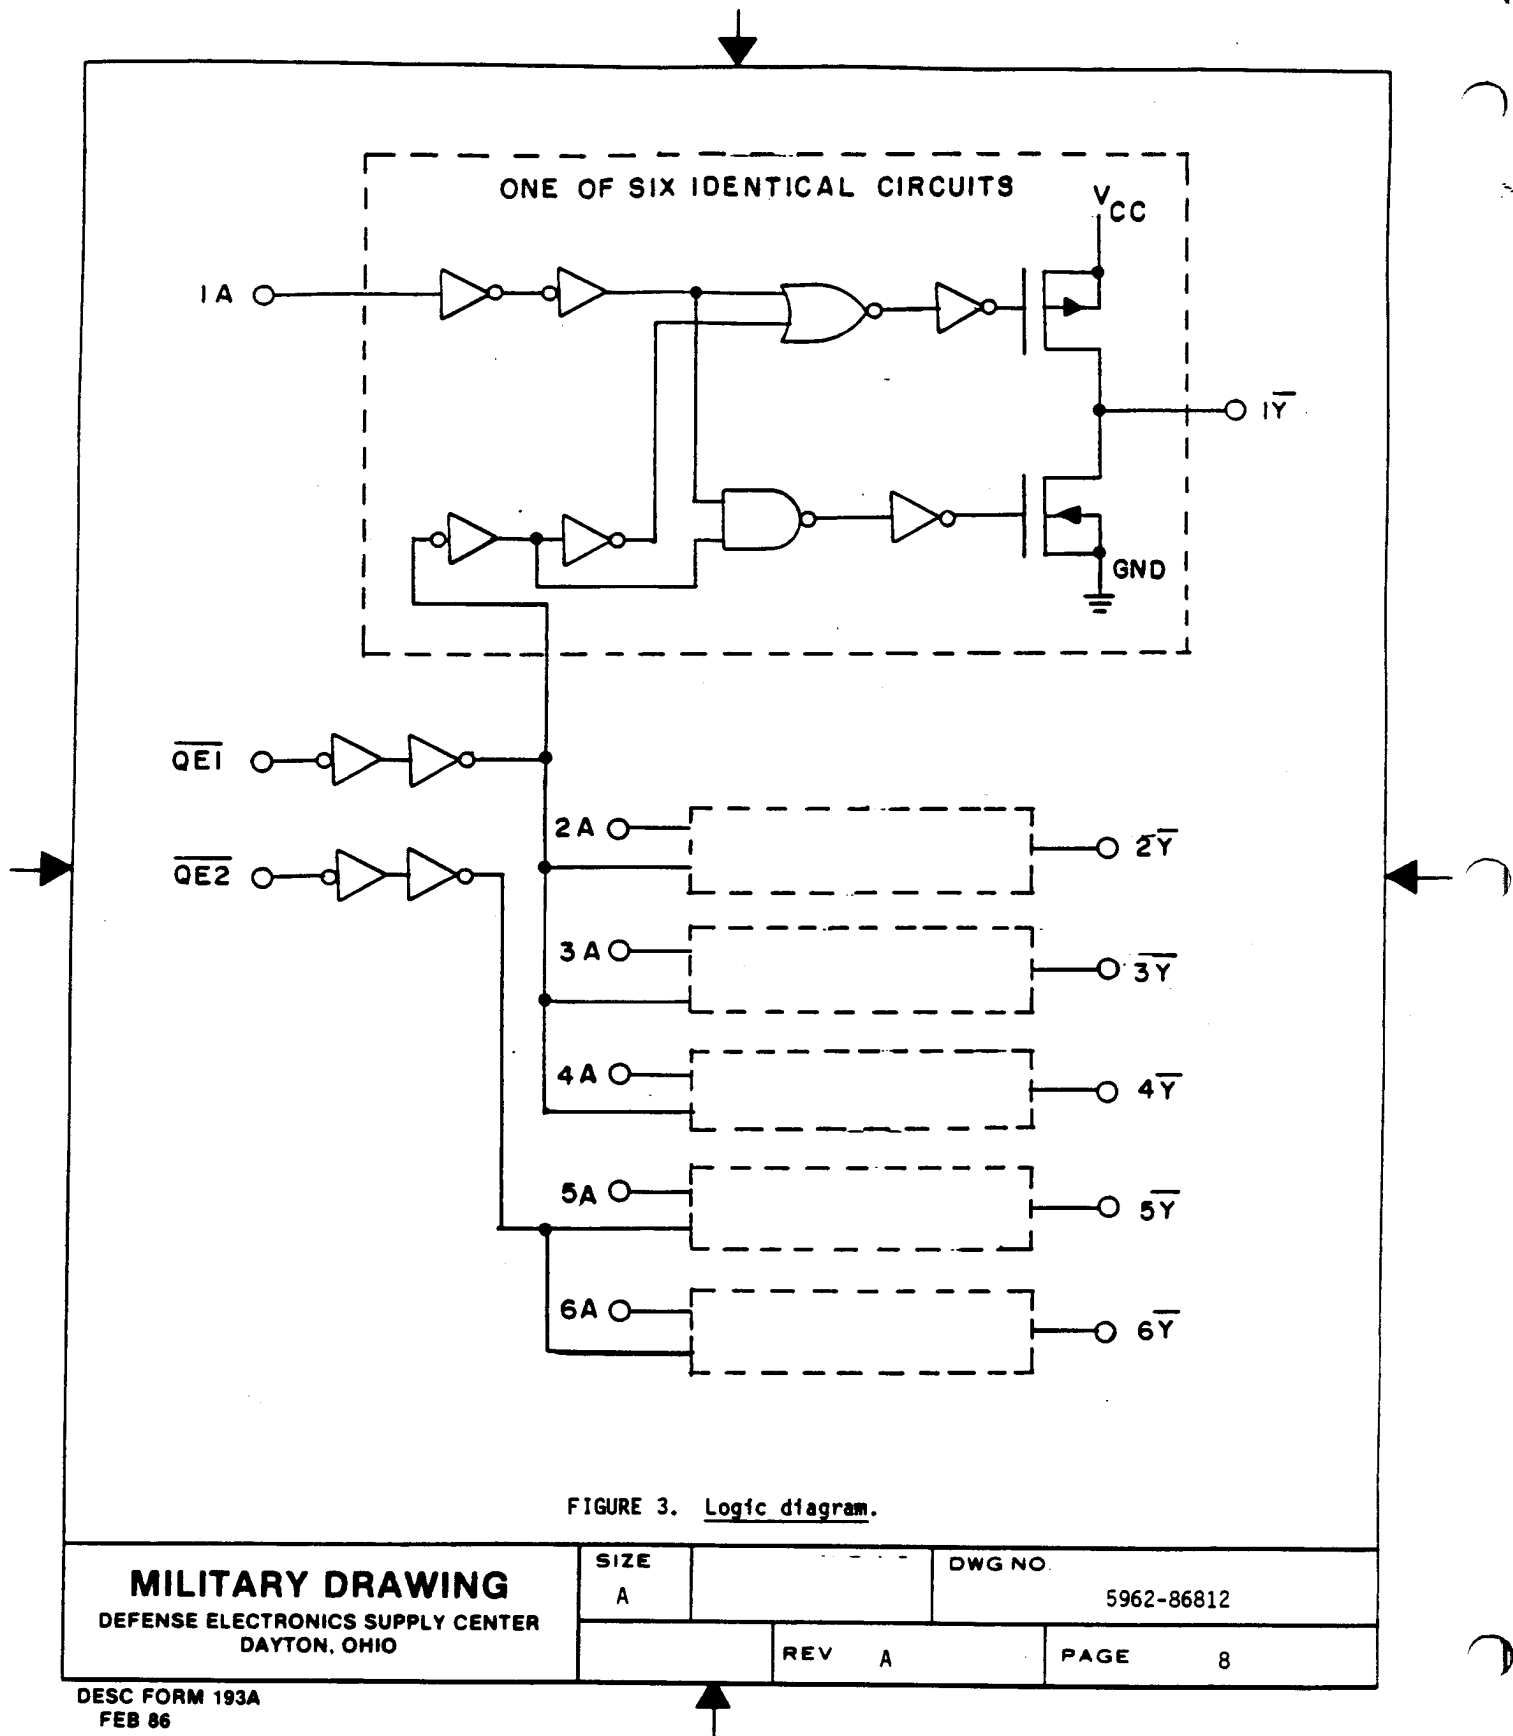 ONE OF SIX IDENTICAL CIRCUITS
VCC
1A
1Y̅
GND
Q̅E̅1̅
2A
2Y̅
Q̅E̅2̅
3A
3Y̅
4A
4Y̅
5A
5Y̅
6A
6Y̅
FIGURE 3. Logic diagram.
MILITARY DRAWING
DEFENSE ELECTRONICS SUPPLY CENTER
DAYTON, OHIO
SIZE
A
DWG NO.
5962-86812
REV A
PAGE 8
DESC FORM 193A
FEB 86